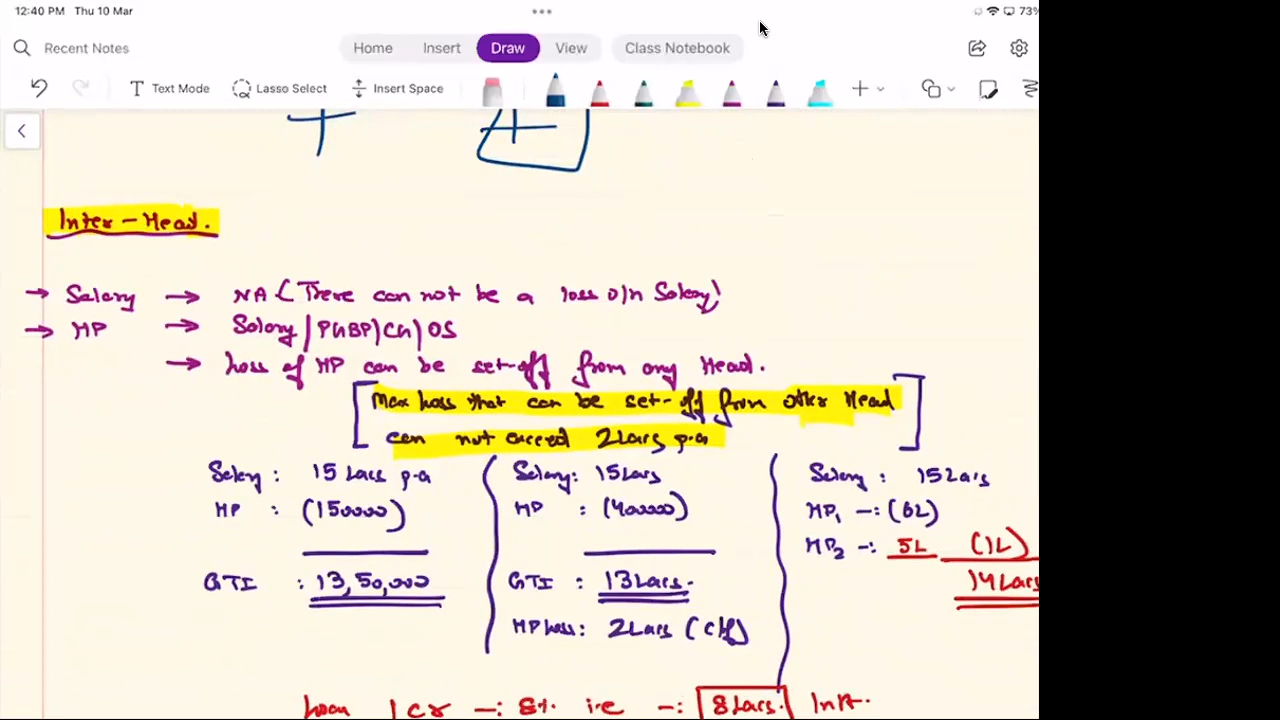 12:40 PM Thu 10 Mar
73%
Recent Notes
Home Insert Draw View Class Notebook
Text Mode Lasso Select Insert Space
Inter-Head.
→ Salary → NA (There can not be a loss u/h Salary)
→ HP → Salary/PGBP/CG/OS
→ Loss of HP can be set-off from any Head.
[Max Loss that can be set-off from other Head
can not exceed 2Lacs p.a]
Salary: 15 Lacs p.a
HP : (150000)
GTI : 13,50,000
Salary: 15Lacs
HP : (400000)
GTI : 13Lacs.
HP Loss: 2Lacs (c/f)
Salary : 15Lacs
HP1 -: (6L)
HP2 -: 5L (1L)
14Lacs
Loan 1cr -: 8%. i.e -: 8Lacs. Int.